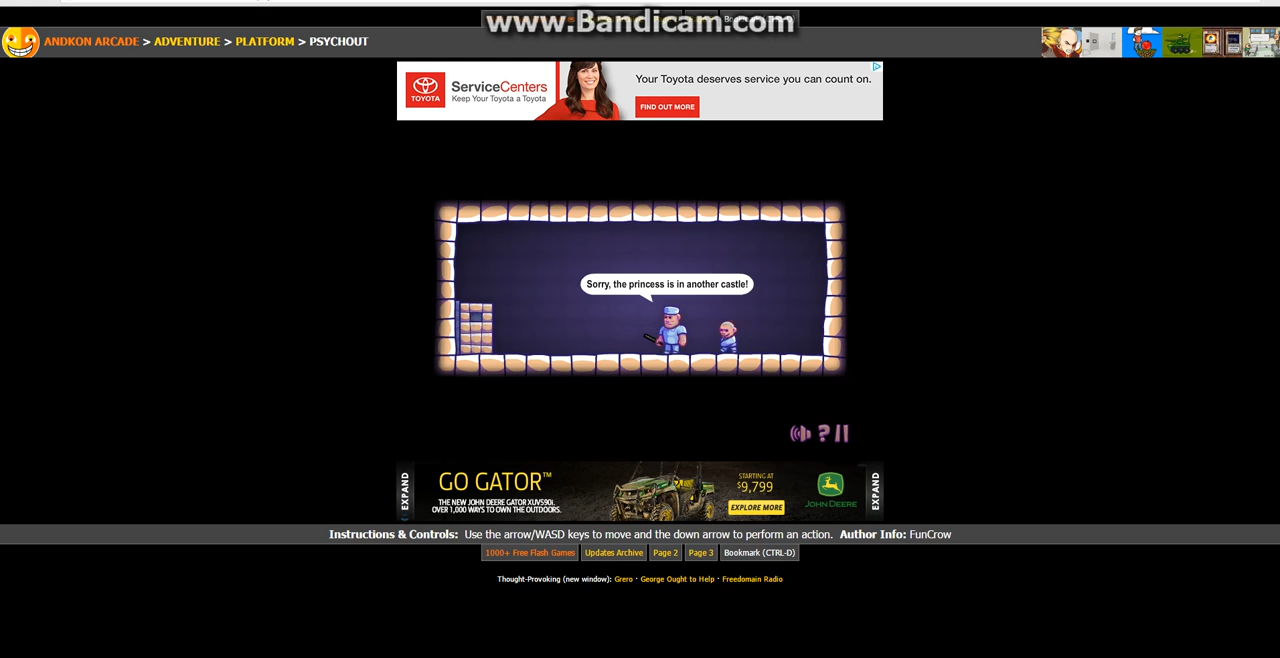 www.Bandicam.com
ANDKON ARCADE > ADVENTURE > PLATFORM > PSYCHOUT
TOYOTA
ServiceCenters
Keep Your Toyota a Toyota
Your Toyota deserves service you can count on.
FIND OUT MORE
Sorry, the princess is in another castle!
?
EXPAND
GO GATOR™
THE NEW JOHN DEERE GATOR XUV590i.
OVER 1,000 WAYS TO OWN THE OUTDOORS.
STARTING AT
$9,799
EXPLORE MORE
JOHN DEERE
EXPAND
Instructions & Controls: Use the arrow/WASD keys to move and the down arrow to perform an action. Author Info: FunCrow
1000+ Free Flash Games Updates Archive Page 2 Page 3 Bookmark (CTRL-D)
Thought-Provoking (new window): Grero · George Ought to Help · Freedomain Radio